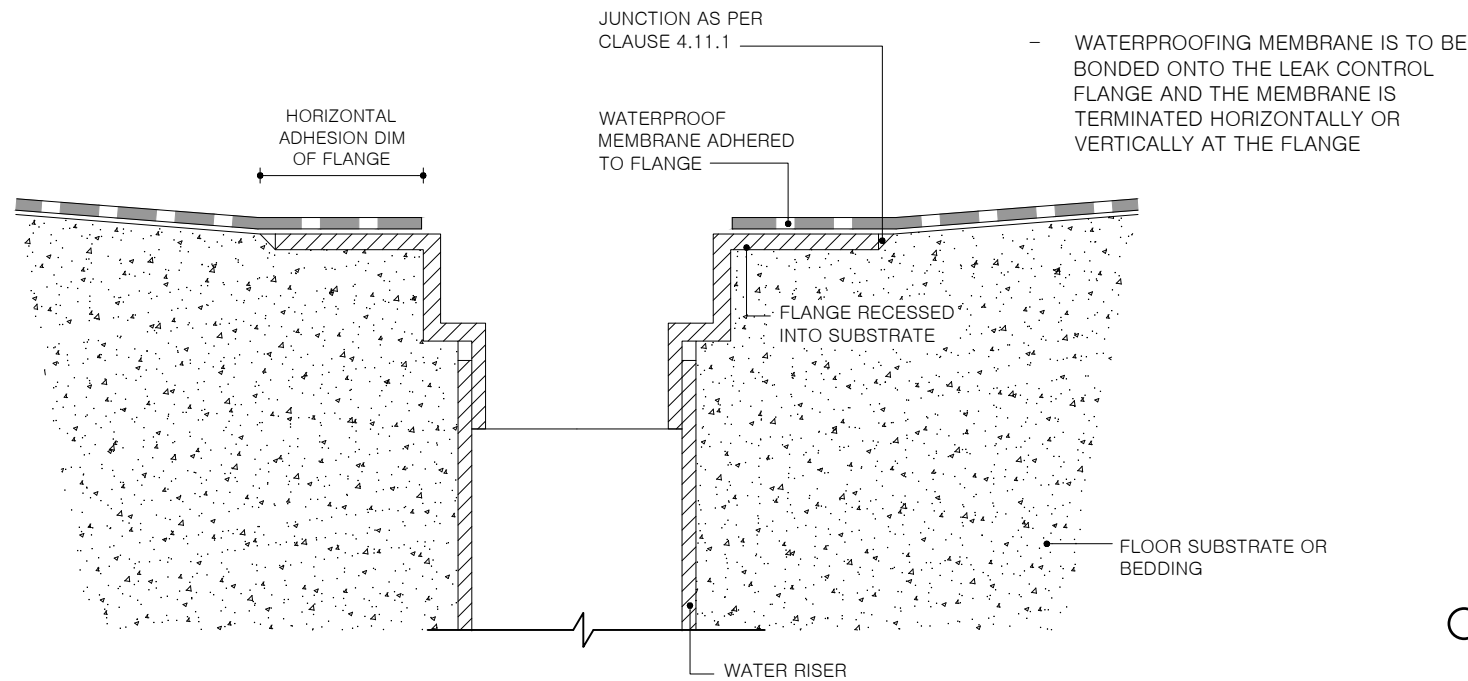 JUNCTION AS PER
CLAUSE 4.11.1
– WATERPROOFING MEMBRANE IS TO BE
BONDED ONTO THE LEAK CONTROL
FLANGE AND THE MEMBRANE IS
TERMINATED HORIZONTALLY OR
VERTICALLY AT THE FLANGE
HORIZONTAL
ADHESION DIM
OF FLANGE
WATERPROOF
MEMBRANE ADHERED
TO FLANGE
FLANGE RECESSED
INTO SUBSTRATE
FLOOR SUBSTRATE OR
BEDDING
WATER RISER